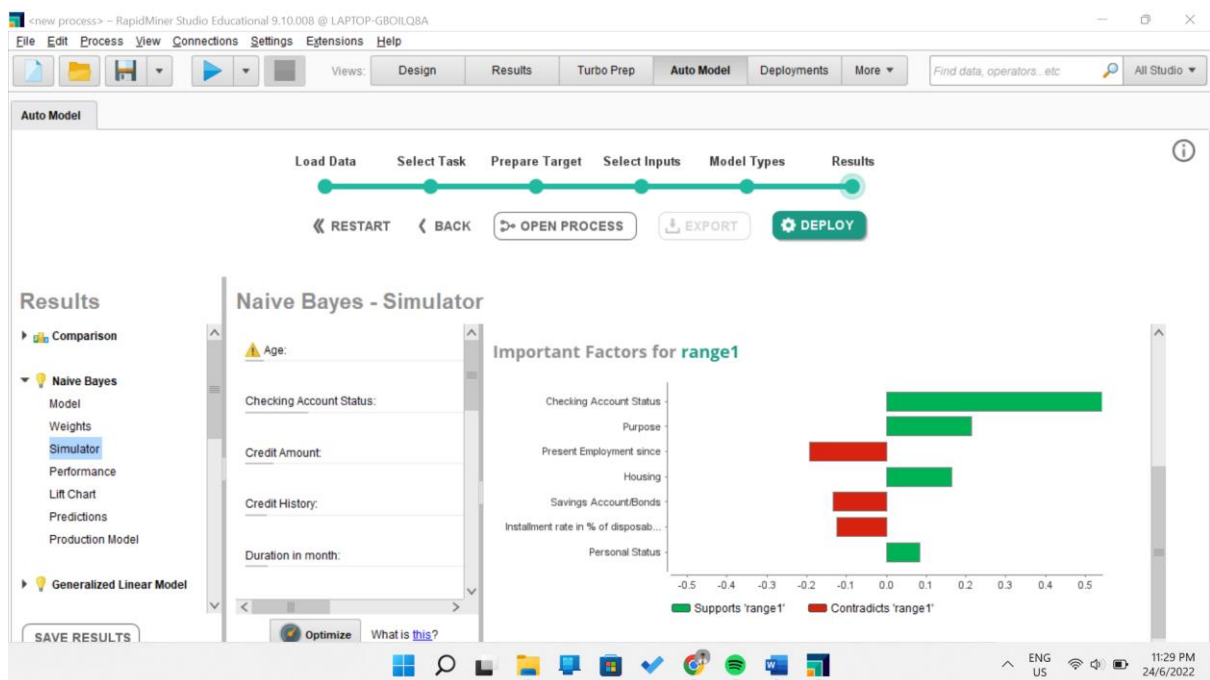 <new process> – RapidMiner Studio Educational 9.10.008 @ LAPTOP-GBOILQ8A
File Edit Process View Connections Settings Extensions Help
Views: Design Results Turbo Prep Auto Model Deployments More ▼ Find data, operators...etc All Studio ▼
Auto Model
Load Data Select Task Prepare Target Select Inputs Model Types Results
RESTART BACK OPEN PROCESS EXPORT DEPLOY
Results
Comparison
Naive Bayes
Model
Weights
Simulator
Performance
Lift Chart
Predictions
Production Model
Generalized Linear Model
SAVE RESULTS
Naive Bayes - Simulator
Age:
Checking Account Status:
Credit Amount:
Credit History:
Duration in month:
Optimize What is this?
Important Factors for range1
Checking Account Status
Purpose
Present Employment since
Housing
Savings Account/Bonds
Installment rate in % of disposab...
Personal Status
-0.5 -0.4 -0.3 -0.2 -0.1 0.0 0.1 0.2 0.3 0.4 0.5
Supports 'range1' Contradicts 'range1'
ENG
US
11:29 PM
24/6/2022